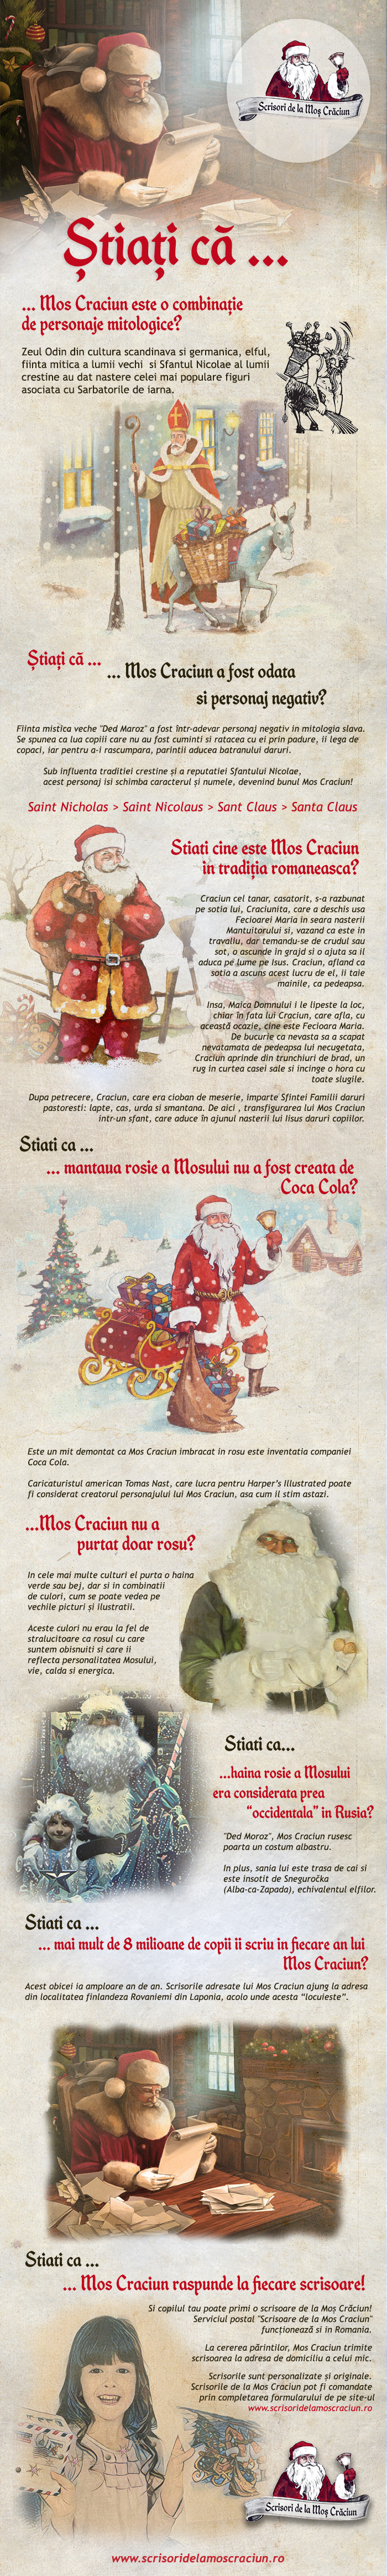 Scrisori de la Moș Crăciun
Știați că ...
... Mos Craciun este o combinație
de personaje mitologice?
Zeul Odin din cultura scandinava si germanica, elful,
fiinta mitica a lumii vechi si Sfantul Nicolae al lumii
crestine au dat nastere celei mai populare figuri
asociata cu Sarbatorile de iarna.
Știați că ...
... Mos Craciun a fost odata
si personaj negativ?
Fiinta mistica veche "Ded Maroz" a fost într-adevar personaj negativ in mitologia slava.
Se spunea ca lua copiii care nu au fost cuminti si ratacea cu ei prin padure, ii lega de
copaci, iar pentru a-i rascumpara, parintii aducea batranului daruri.
Sub influenta traditiei crestine și a reputatiei Sfantului Nicolae,
acest personaj isi schimba caracterul și numele, devenind bunul Mos Craciun!
Saint Nicholas > Saint Nicolaus > Sant Claus > Santa Claus
Stiati cine este Mos Craciun
in tradiția romaneasca?
Craciun cel tanar, casatorit, s-a razbunat
pe sotia lui, Craciunita, care a deschis usa
Fecioarei Maria in seara nasterii
Mantuitorului si, vazand ca este in
travaliu, dar temandu-se de crudul sau
sot, o ascunde in grajd si o ajuta sa il
aduca pe lume pe Isus. Craciun, afland ca
sotia a ascuns acest lucru de el, ii taie
mainile, ca pedeapsa.
Insa, Maica Domnului i le lipeste la loc,
chiar în fata lui Craciun, care afla, cu
această ocazie, cine este Fecioara Maria.
De bucurie ca nevasta sa a scapat
nevatamata de pedeapsa lui necugetata,
Craciun aprinde din trunchiuri de brad, un
rug in curtea casei sale si incinge o hora cu
toate slugile.
Dupa petrecere, Craciun, care era cioban de meserie, imparte Sfintei Familii daruri
pastoresti: lapte, cas, urda si smantana. De aici , transfigurarea lui Mos Craciun
intr-un sfant, care aduce în ajunul nasterii lui Iisus daruri copiilor.
Stiati ca ...
... mantaua rosie a Mosului nu a fost creata de
Coca Cola?
Este un mit demontat ca Mos Craciun imbracat in rosu este inventatia companiei
Coca Cola.
Caricaturistul american Tomas Nast, care lucra pentru Harper's Illustrated poate
fi considerat creatorul personajului lui Mos Craciun, asa cum il stim astazi.
...Mos Craciun nu a
purtat doar rosu?
In cele mai multe culturi el purta o haina
verde sau bej, dar si in combinatii
de culori, cum se poate vedea pe
vechile picturi și ilustratii.
Aceste culori nu erau la fel de
stralucitoare ca rosul cu care
suntem obisnuiti si care ii
reflecta personalitatea Mosului,
vie, calda si energica.
Stiati ca...
...haina rosie a Mosului
era considerata prea
"occidentala" in Rusia?
"Ded Moroz", Mos Craciun rusesc
poarta un costum albastru.
In plus, sania lui este trasa de cai si
este insotit de Sneguročka
(Alba-ca-Zapada), echivalentul elfilor.
Stiati ca ...
... mai mult de 8 milioane de copii ii scriu in fiecare an lui
Mos Craciun?
Acest obicei ia amploare an de an. Scrisorile adresate lui Mos Craciun ajung la adresa
din localitatea finlandeza Rovaniemi din Laponia, acolo unde acesta "locuieste".
Stiati ca ...
... Mos Craciun raspunde la fiecare scrisoare!
Si copilul tau poate primi o scrisoare de la Moș Crăciun!
Serviciul postal "Scrisoare de la Mos Craciun"
funcționează si in Romania.
La cererea părintilor, Mos Craciun trimite
scrisoarea la adresa de domiciliu a celui mic.
Scrisorile sunt personalizate și originale.
Scrisorile de la Mos Craciun pot fi comandate
prin completarea formularului de pe site-ul
www.scrisoridelamoscraciun.ro
Scrisori de la Moș Crăciun
www.scrisoridelamoscraciun.ro